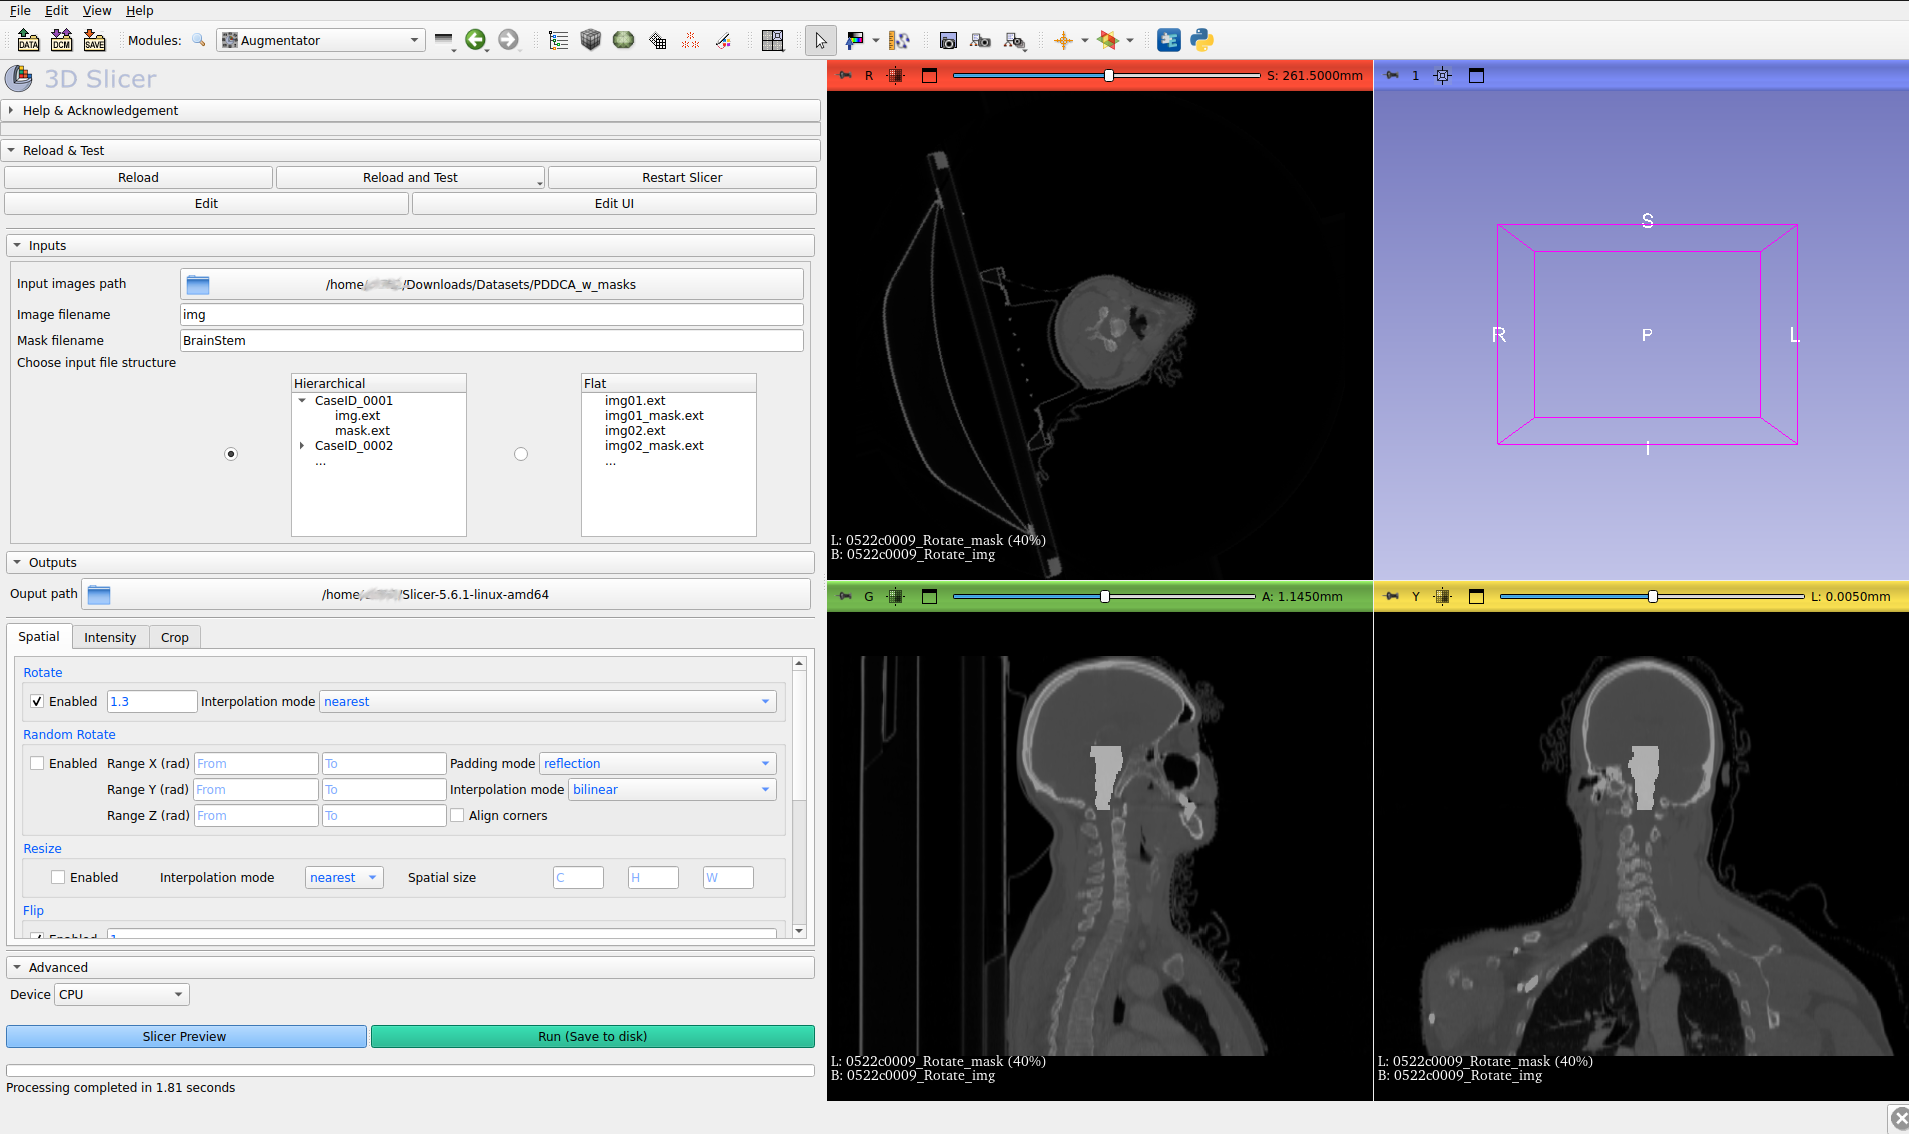 File Edit View Help
DATA DCM SAVE Modules: Augmentator
3D Slicer
Help & Acknowledgement
Reload & Test
Reload Reload and Test Restart Slicer
Edit Edit UI
Inputs
Input images path /home/ /Downloads/Datasets/PDDCA_w_masks
Image filename img
Mask filename BrainStem
Choose input file structure
Hierarchical
CaseID_0001
img.ext
mask.ext
CaseID_0002
...
Flat
img01.ext
img01_mask.ext
img02.ext
img02_mask.ext
...
Outputs
Ouput path /home/ /Slicer-5.6.1-linux-amd64
Spatial Intensity Crop
Rotate
Enabled 1.3 Interpolation mode nearest
Random Rotate
Enabled Range X (rad) From To Padding mode reflection
Range Y (rad) From To Interpolation mode bilinear
Range Z (rad) From To Align corners
Resize
Enabled Interpolation mode nearest Spatial size C H W
Flip
Enabled 1
Advanced
Device CPU
Slicer Preview Run (Save to disk)
Processing completed in 1.81 seconds
R S: 261.5000mm
L: 0522c0009_Rotate_mask (40%)
B: 0522c0009_Rotate_img
1
S
R P L
I
G A: 1.1450mm
L: 0522c0009_Rotate_mask (40%)
B: 0522c0009_Rotate_img
Y L: 0.0050mm
L: 0522c0009_Rotate_mask (40%)
B: 0522c0009_Rotate_img